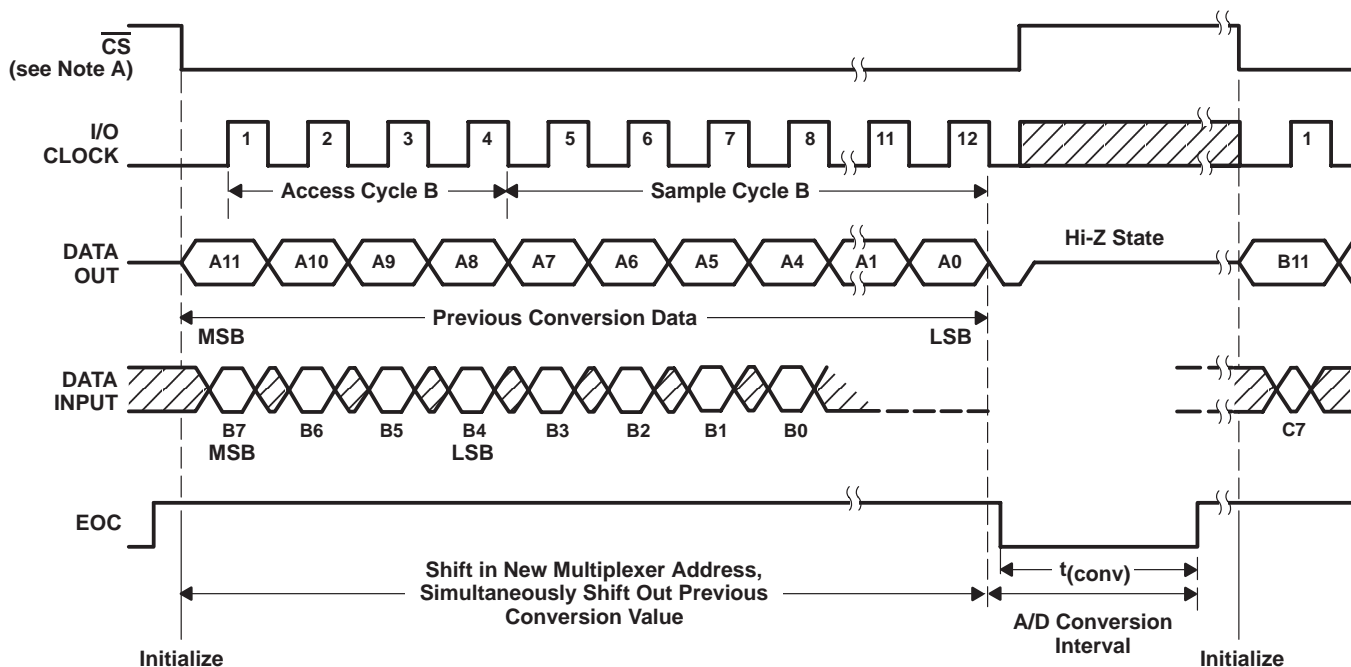 CS
(see Note A)
I/O
CLOCK
1 2 3 4 5 6 7 8 11 12 1
Access Cycle B
Sample Cycle B
DATA
OUT
A11 A10 A9 A8 A7 A6 A5 A4 A1 A0
Hi-Z State
B11
Previous Conversion Data
MSB
LSB
DATA
INPUT
B7 B6 B5 B4 B3 B2 B1 B0 C7
MSB
LSB
EOC
Shift in New Multiplexer Address,
Simultaneously Shift Out Previous
Conversion Value
t(conv)
A/D Conversion
Interval
Initialize
Initialize